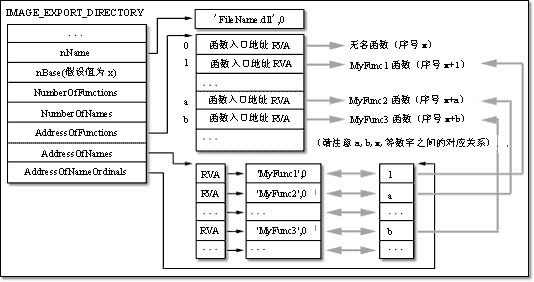 IMAGE_EXPORT_DIRECTORY
...
nName
nBase(假设值为 x)
NumberOfFunctions
NumberOfNames
AddressOfFunctions
AddressOfNames
AddressOfNameOrdinals
'FileName.dll',0
0 函数入口地址 RVA 无名函数（序号 x）
1 函数入口地址 RVA MyFunc1 函数（序号 x+1）
...
a 函数入口地址 RVA MyFunc2 函数（序号 x+a）
b 函数入口地址 RVA MyFunc3 函数（序号 x+b）
...
（请注意 a, b, x, 等数字之间的对应关系）
RVA 'MyFunc1',0 1
RVA 'MyFunc2',0 a
... ... ...
RVA 'MyFunc3',0 b
... ... ...